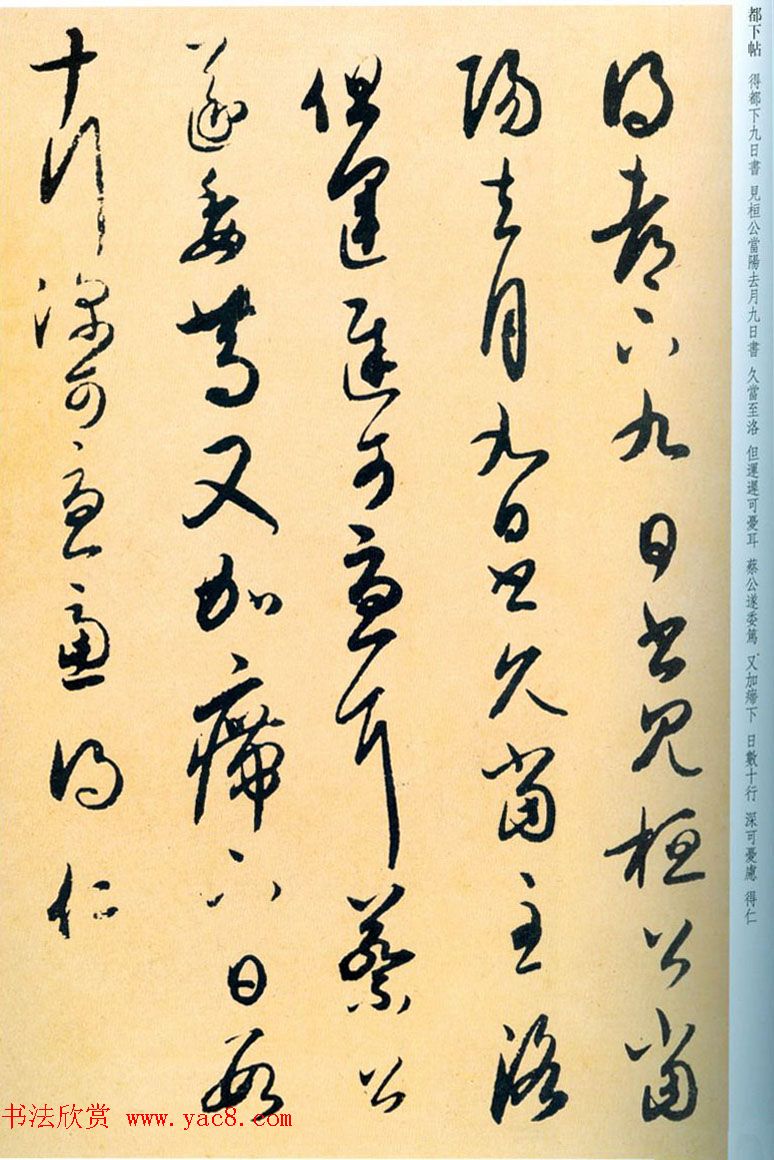 都下帖 得都下九日書 見桓公當陽去月九日書 久當至洛 但運遲可憂耳 蔡公遂委篤 又加㿃下 日數十行 深可憂慮 得仁
得都下九日書見桓公當
陽去月九日書久當至洛
但運遲可憂耳蔡公
遂委篤又加㿃下日數
十行深可憂慮得仁
书法欣赏 www.yac8.com